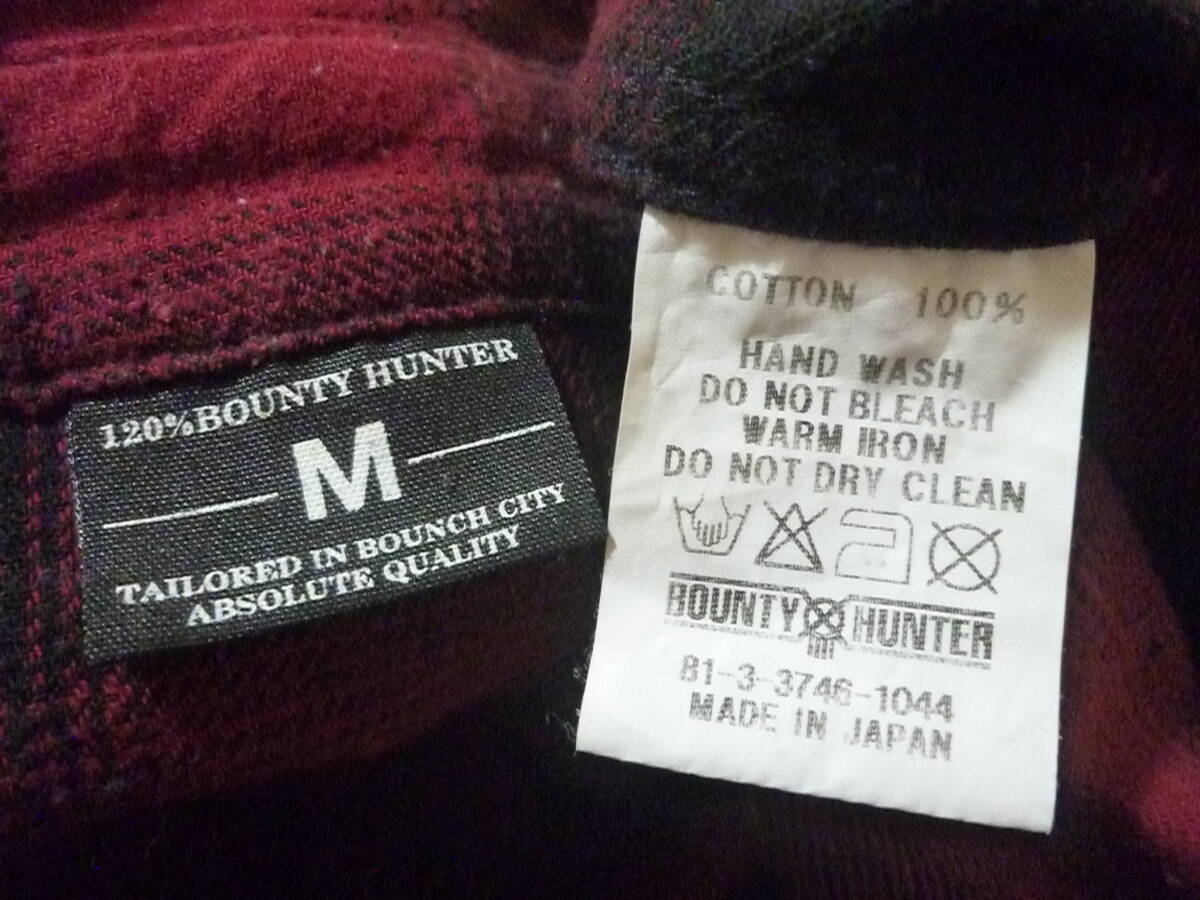 120%BOUNTY HUNTER
M
TAILORED IN BOUNCH CITY
ABSOLUTE QUALITY
COTTON 100%
HAND WASH
DO NOT BLEACH
WARM IRON
DO NOT DRY CLEAN
BOUNTY HUNTER
81-3-3746-1044
MADE IN JAPAN